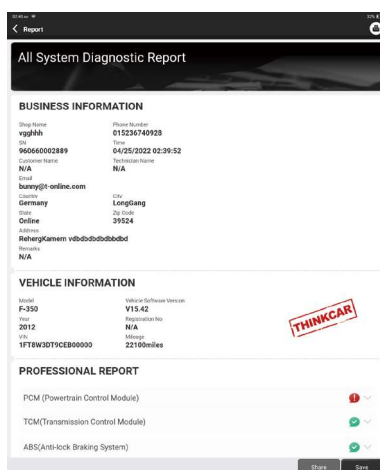 02:40
32%
Report
All System Diagnostic Report
BUSINESS INFORMATION
Shop Name
Phone Number
vgghhh
015236740928
SN
Time
960660002889
04/25/2022 02:39:52
Customer Name
Technician Name
N/A
N/A
Email
bunny@t-online.com
Country
City
Germany
LongGang
State
Zip Code
Online
39524
Address
RehergKamern vdbdbdbdbdbbdbd
Remarks
N/A
VEHICLE INFORMATION
Model
Vehicle Software Version
F-350
V15.42
Year
Registration No
2012
N/A
VIN
Mileage
1FT8W3DT9CEB00000
22100miles
THINKCAR
PROFESSIONAL REPORT
PCM (Powertrain Control Module)
TCM(Transmission Control Module)
ABS(Anti-lock Braking System)
Share
Save